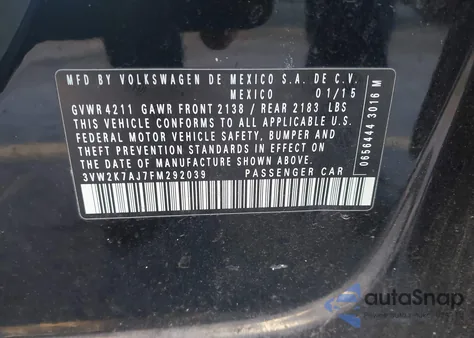 MFD BY VOLKSWAGEN DE MEXICO S.A. DE C.V.
MEXICO 01/15
GVWR 4211 GAWR FRONT 2138 / REAR 2183 LBS
THIS VEHICLE CONFORMS TO ALL APPLICABLE U.S.
FEDERAL MOTOR VEHICLE SAFETY, BUMPER AND
THEFT PREVENTION STANDARDS IN EFFECT ON THE
DATE OF MANUFACTURE SHOWN ABOVE.
3VW2K7AJ7FM292039 PASSENGER CAR
0656444 3016 M
autoSnap